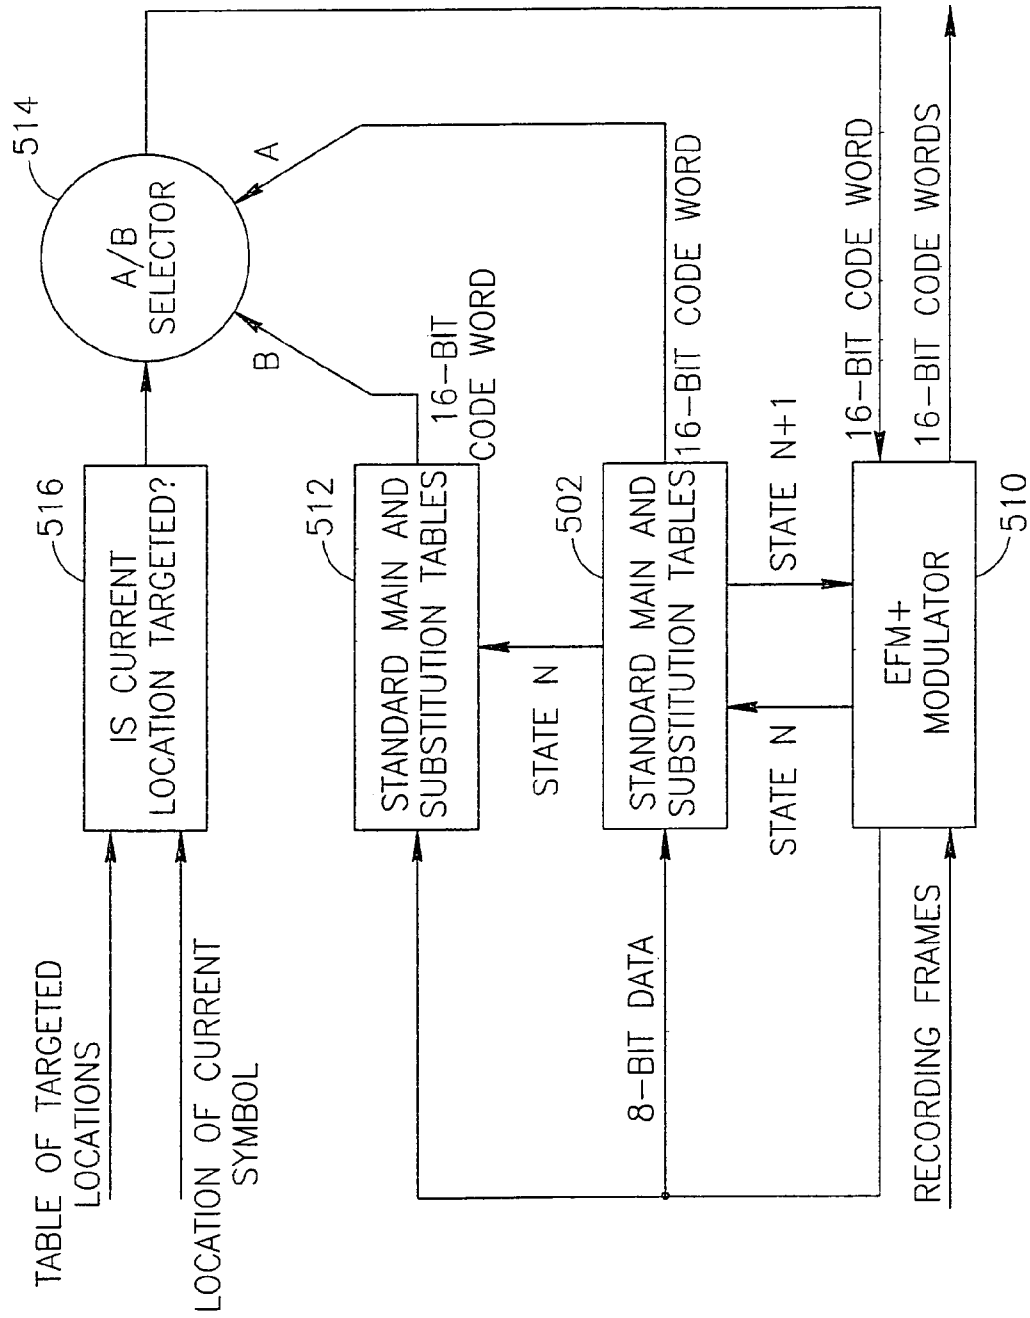 TABLE OF TARGETED
LOCATIONS
LOCATION OF CURRENT
SYMBOL
516
IS CURRENT
LOCATION TARGETED?
514
A/B
SELECTOR
B
A
512
STANDARD MAIN AND
SUBSTITUTION TABLES
16-BIT
CODE WORD
STATE N
8-BIT DATA
502
STANDARD MAIN AND
SUBSTITUTION TABLES
16-BIT CODE WORD
STATE N
STATE N+1
RECORDING FRAMES
EFM+
MODULATOR
510
16-BIT CODE WORD
16-BIT CODE WORDS